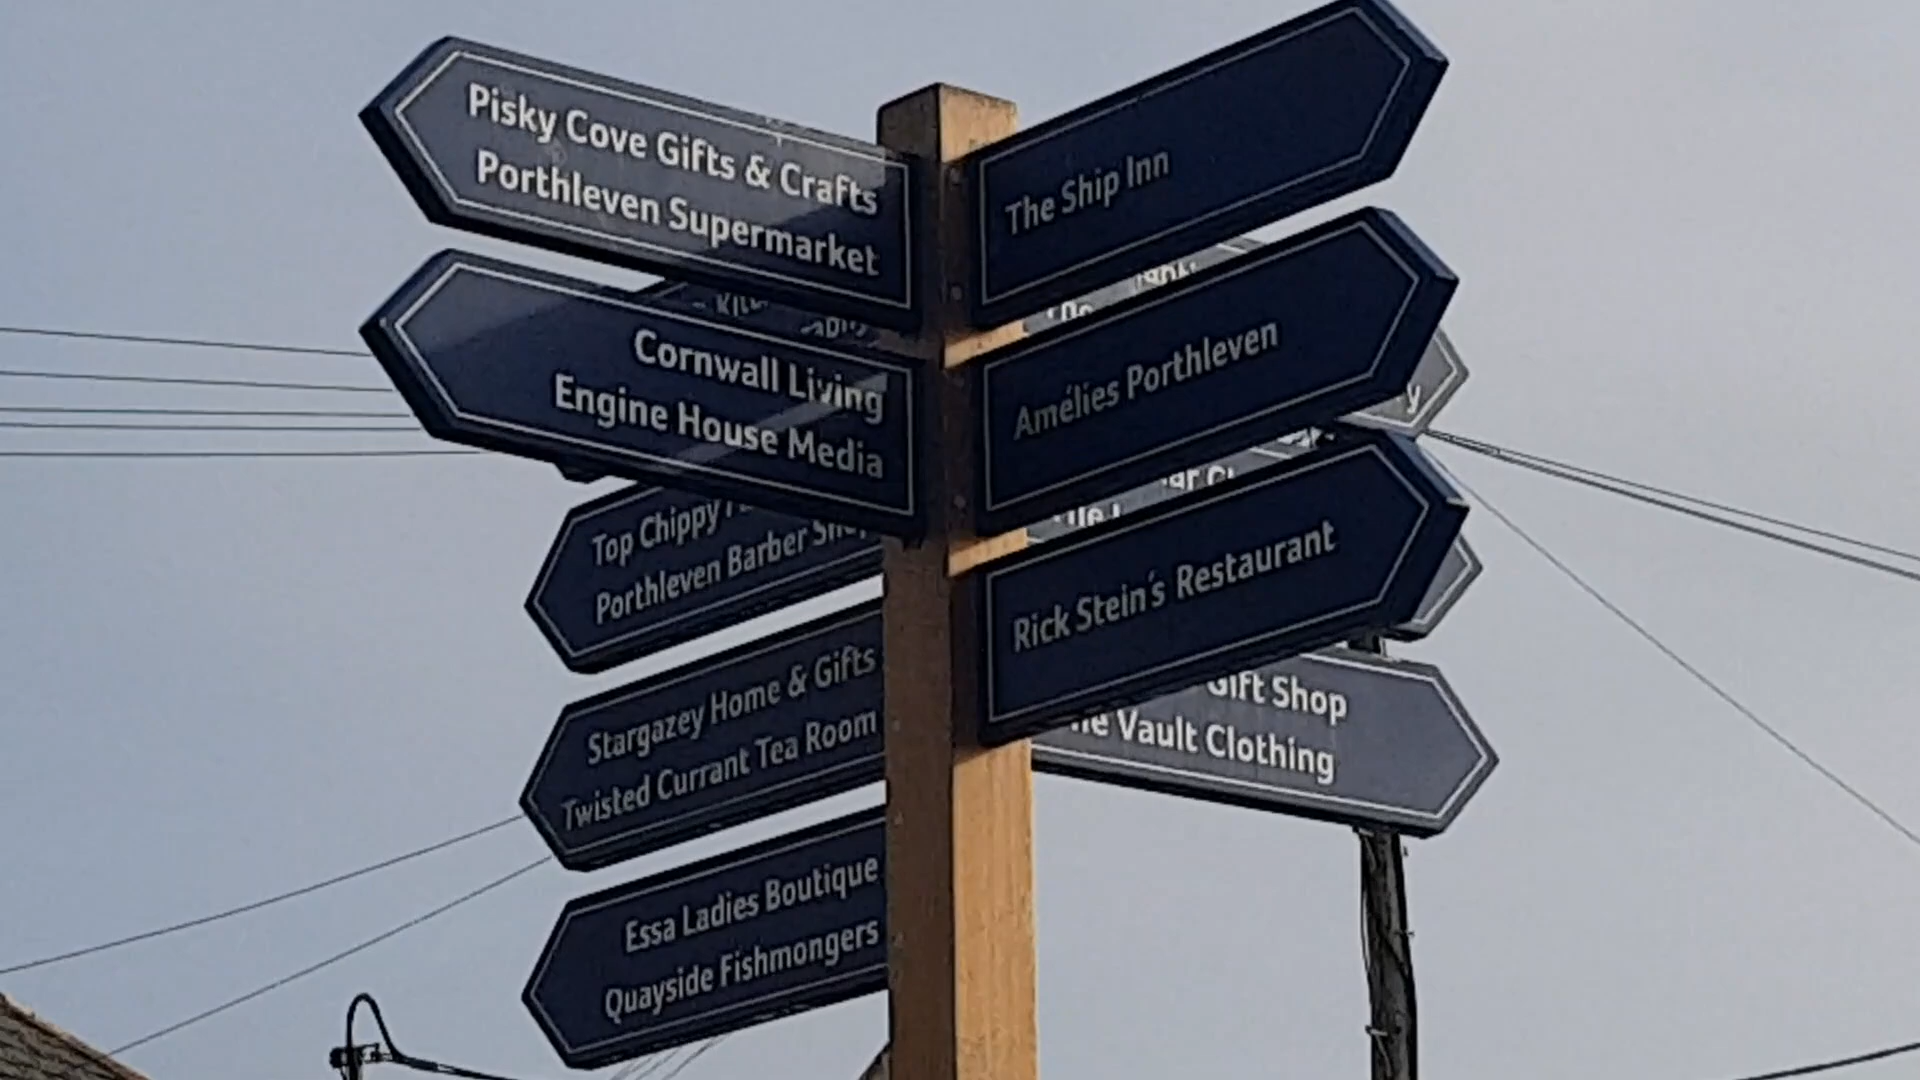 Pisky Cove Gifts & Crafts
Porthleven Supermarket
Cornwall Living
Engine House Media
Top Chippy
Porthleven Barber
Stargazey Home & Gifts
Twisted Currant Tea Room
Essa Ladies Boutique
Quayside Fishmongers
The Ship Inn
Amélies Porthleven
Rick Stein's Restaurant
Gift Shop
Vault Clothing